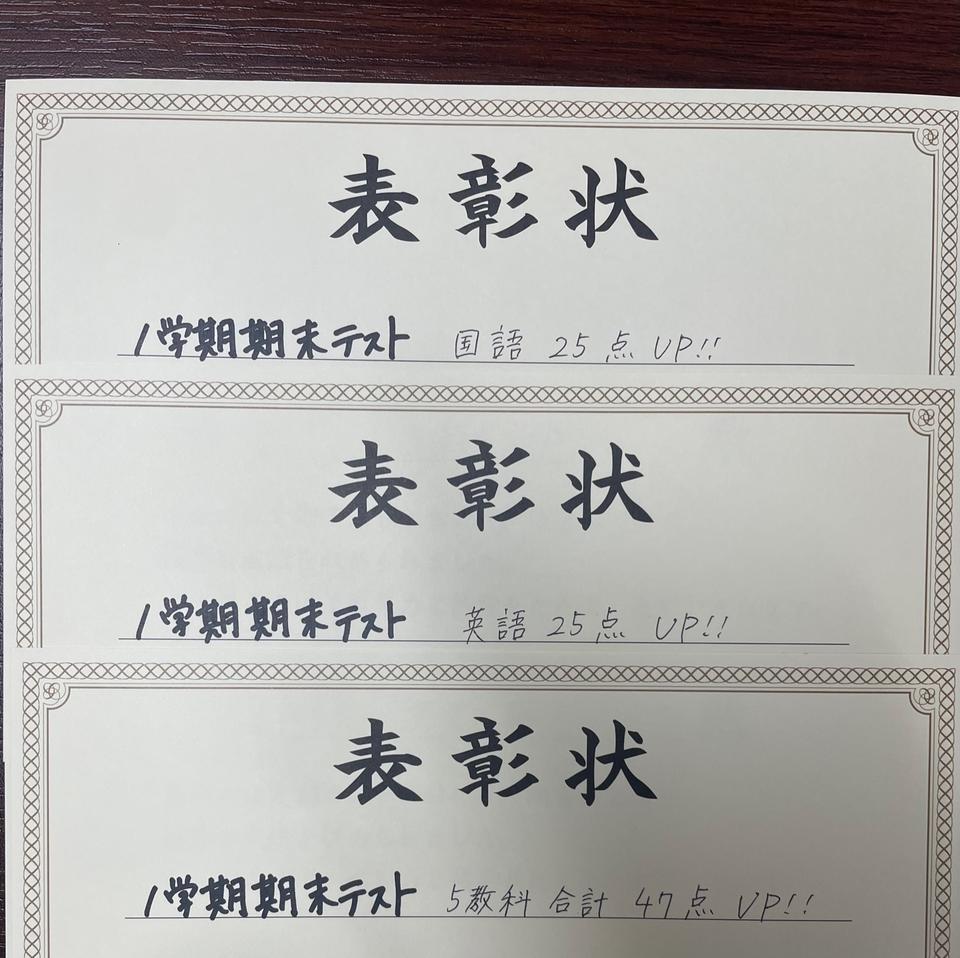 表彰状
1学期期末テスト 国語 25点 UP!!
表彰状
1学期期末テスト 英語 25点 UP!!
表彰状
1学期期末テスト 5教科 合計 47点 UP!!